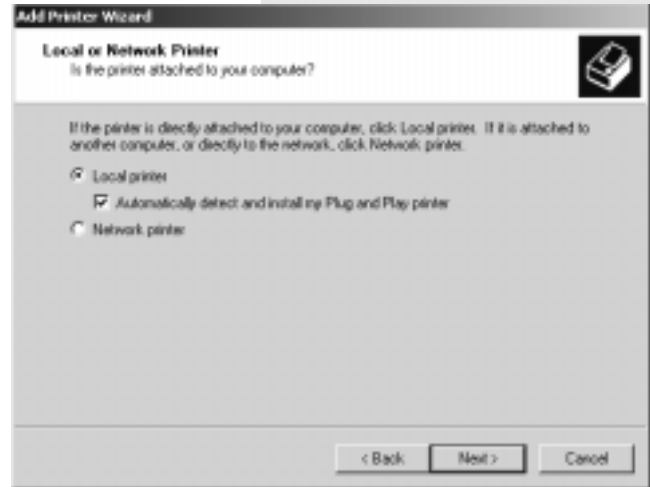 Add Printer Wizard
Local or Network Printer
Is the printer attached to your computer?
If the printer is directly attached to your computer, click Local printer. If it is attached to
another computer, or directly to the network, click Network printer.
Local printer
Automatically detect and install my Plug and Play printer
Network printer
< Back
Next >
Cancel